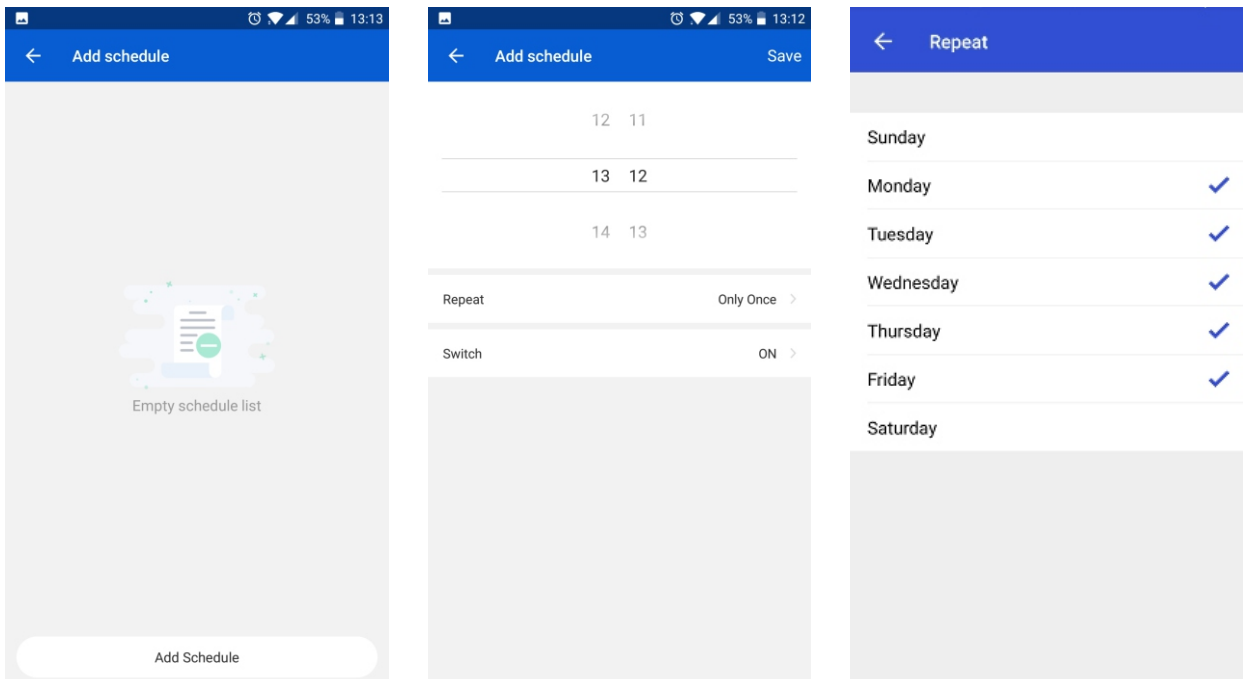 53% 13:13
Add schedule
Empty schedule list
Add Schedule
53% 13:12
Add schedule Save
12 11
13 12
14 13
Repeat Only Once
Switch ON
Repeat
Sunday
Monday
Tuesday
Wednesday
Thursday
Friday
Saturday